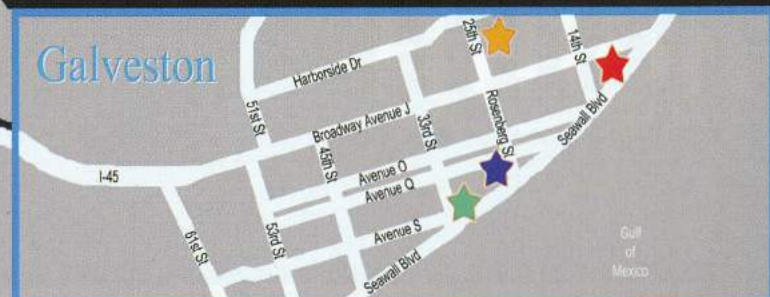 Galveston
25th St
14th St
Harborside Dr
51st St
Broadway Avenue J
33rd St
Rosenberg St
Seawall Blvd
45th St
I-45
Avenue O
Avenue Q
61st St
53rd St
Avenue S
Seawall Blvd
Gulf
of
Mexico